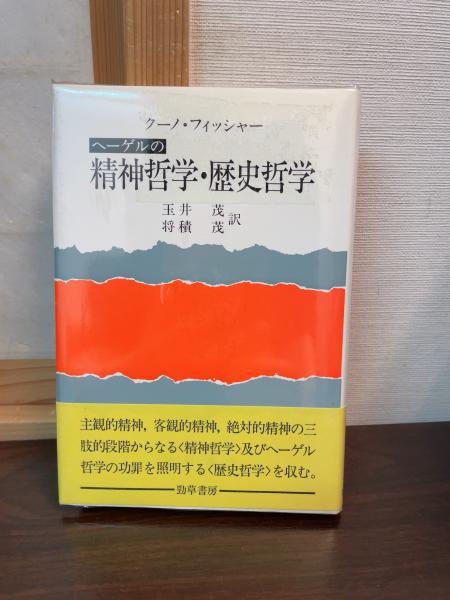 クーノ・フィッシャー
ヘーゲルの
精神哲学・歴史哲学
玉井 茂
将積 茂 訳
主観的精神，客観的精神，絶対的精神の三
肢的段階からなる〈精神哲学〉及びヘーゲル
哲学の功罪を照明する〈歴史哲学〉を収む。
勁草書房